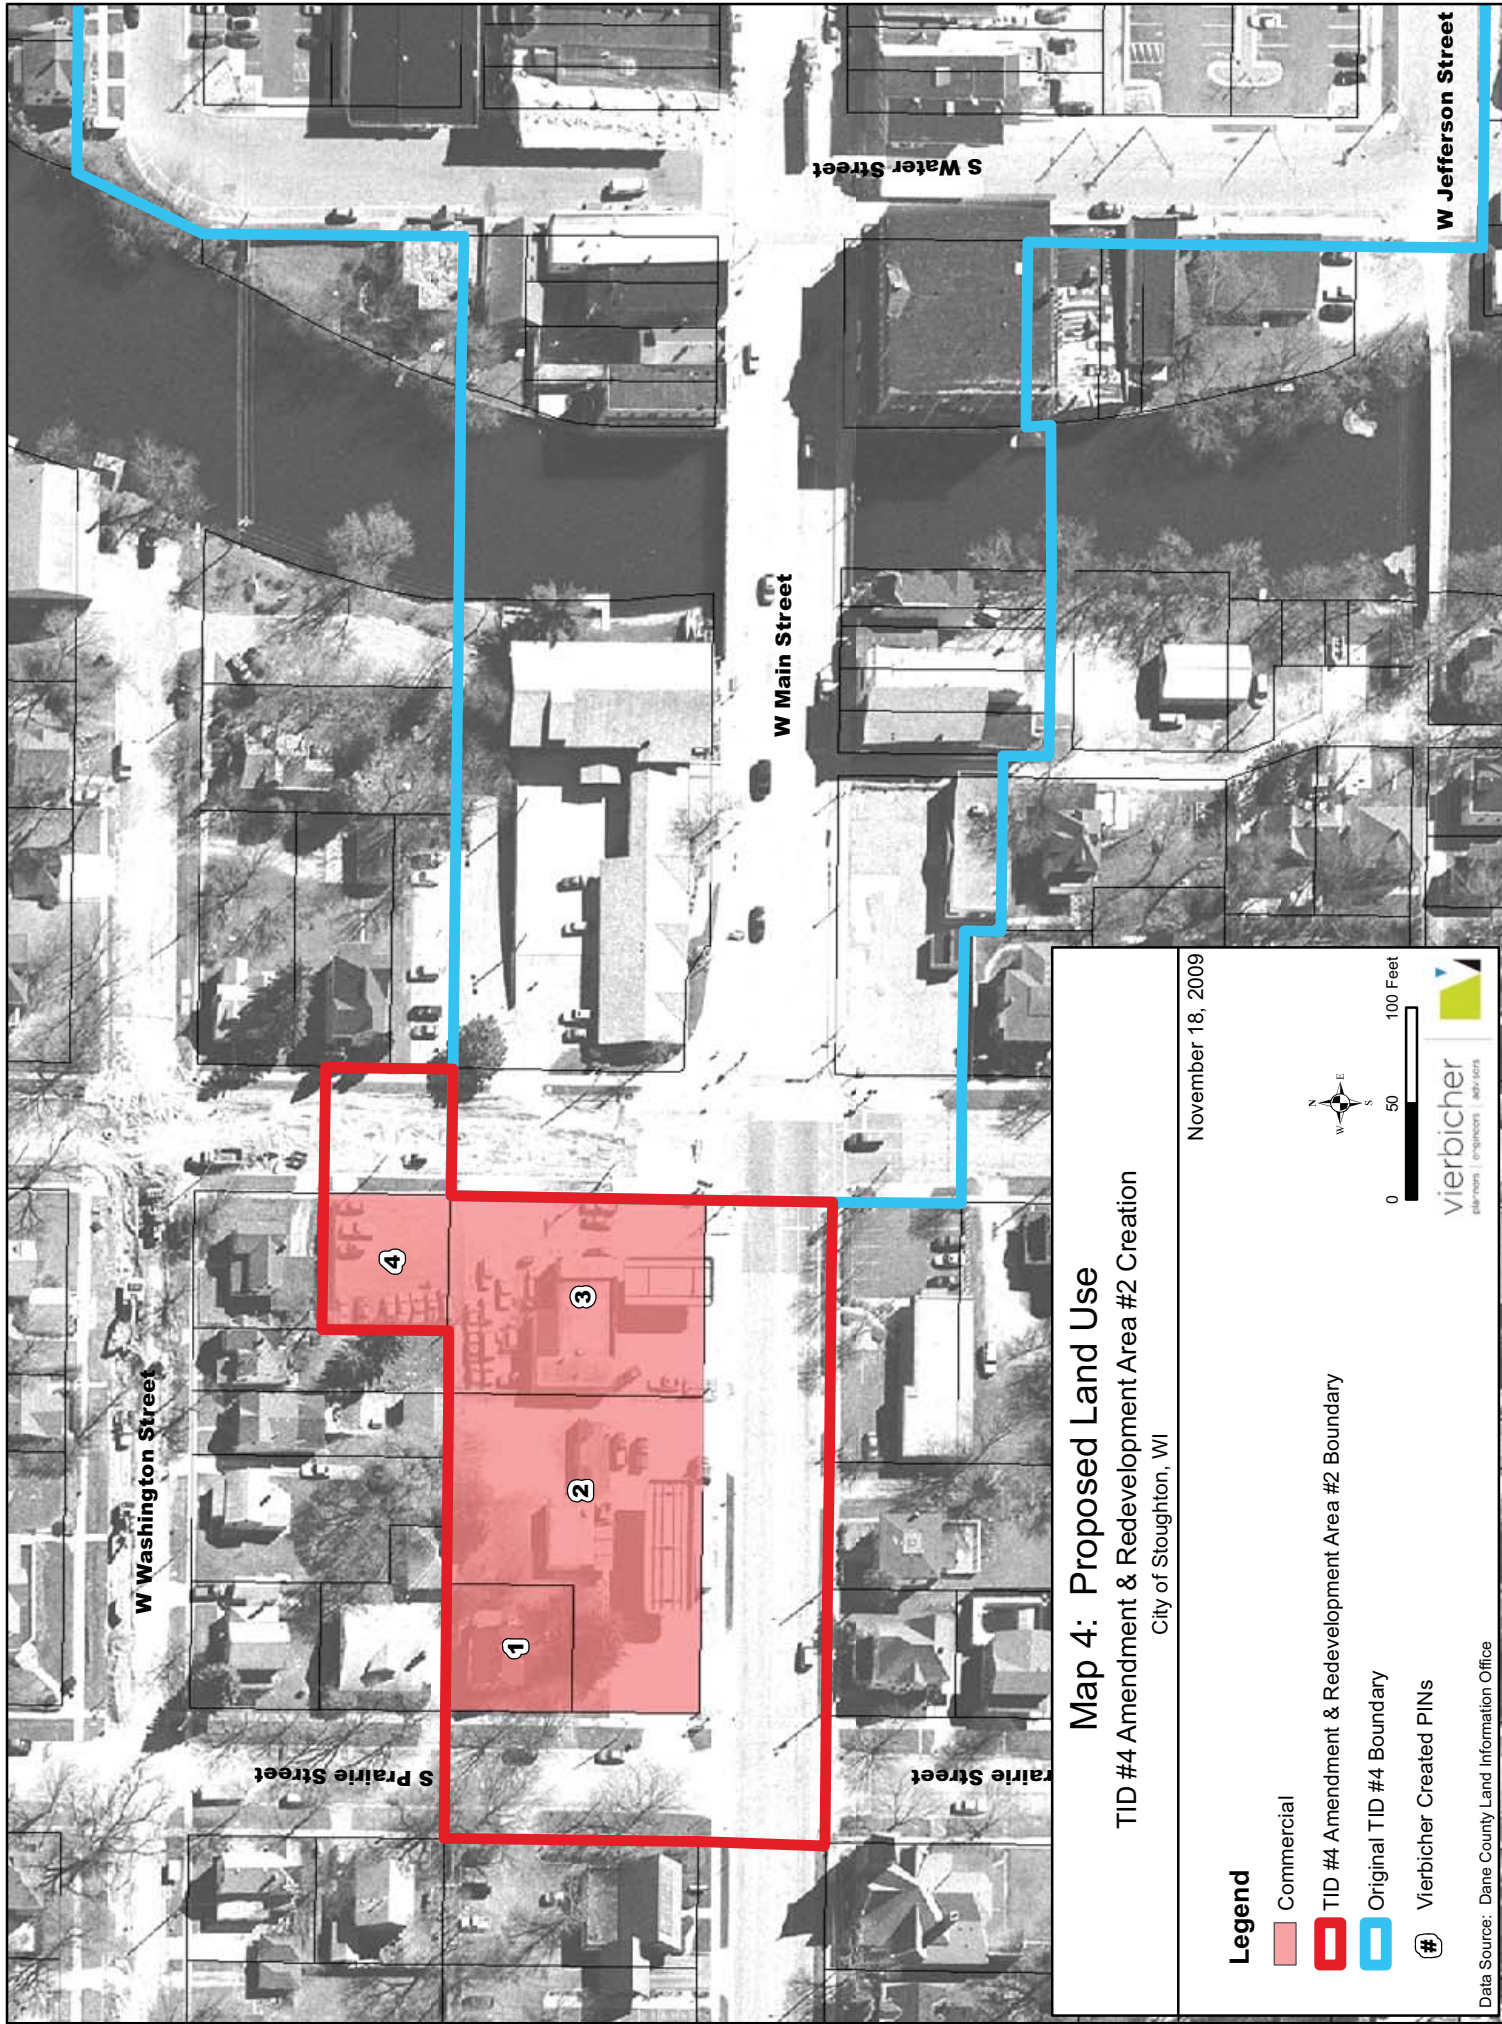 W Washington Street
S Prairie Street
rairie Street
W Main Street
S Water Street
W Jefferson Street
1
2
3
4
Map 4: Proposed Land Use
TID #4 Amendment & Redevelopment Area #2 Creation
City of Stoughton, WI
November 18, 2009
Legend
Commercial
TID #4 Amendment & Redevelopment Area #2 Boundary
Original TID #4 Boundary
# Vierbicher Created PINs
N
W E
S
0 50 100 Feet
vierbicher
planners | engineers | advisors
Data Source: Dane County Land Information Office